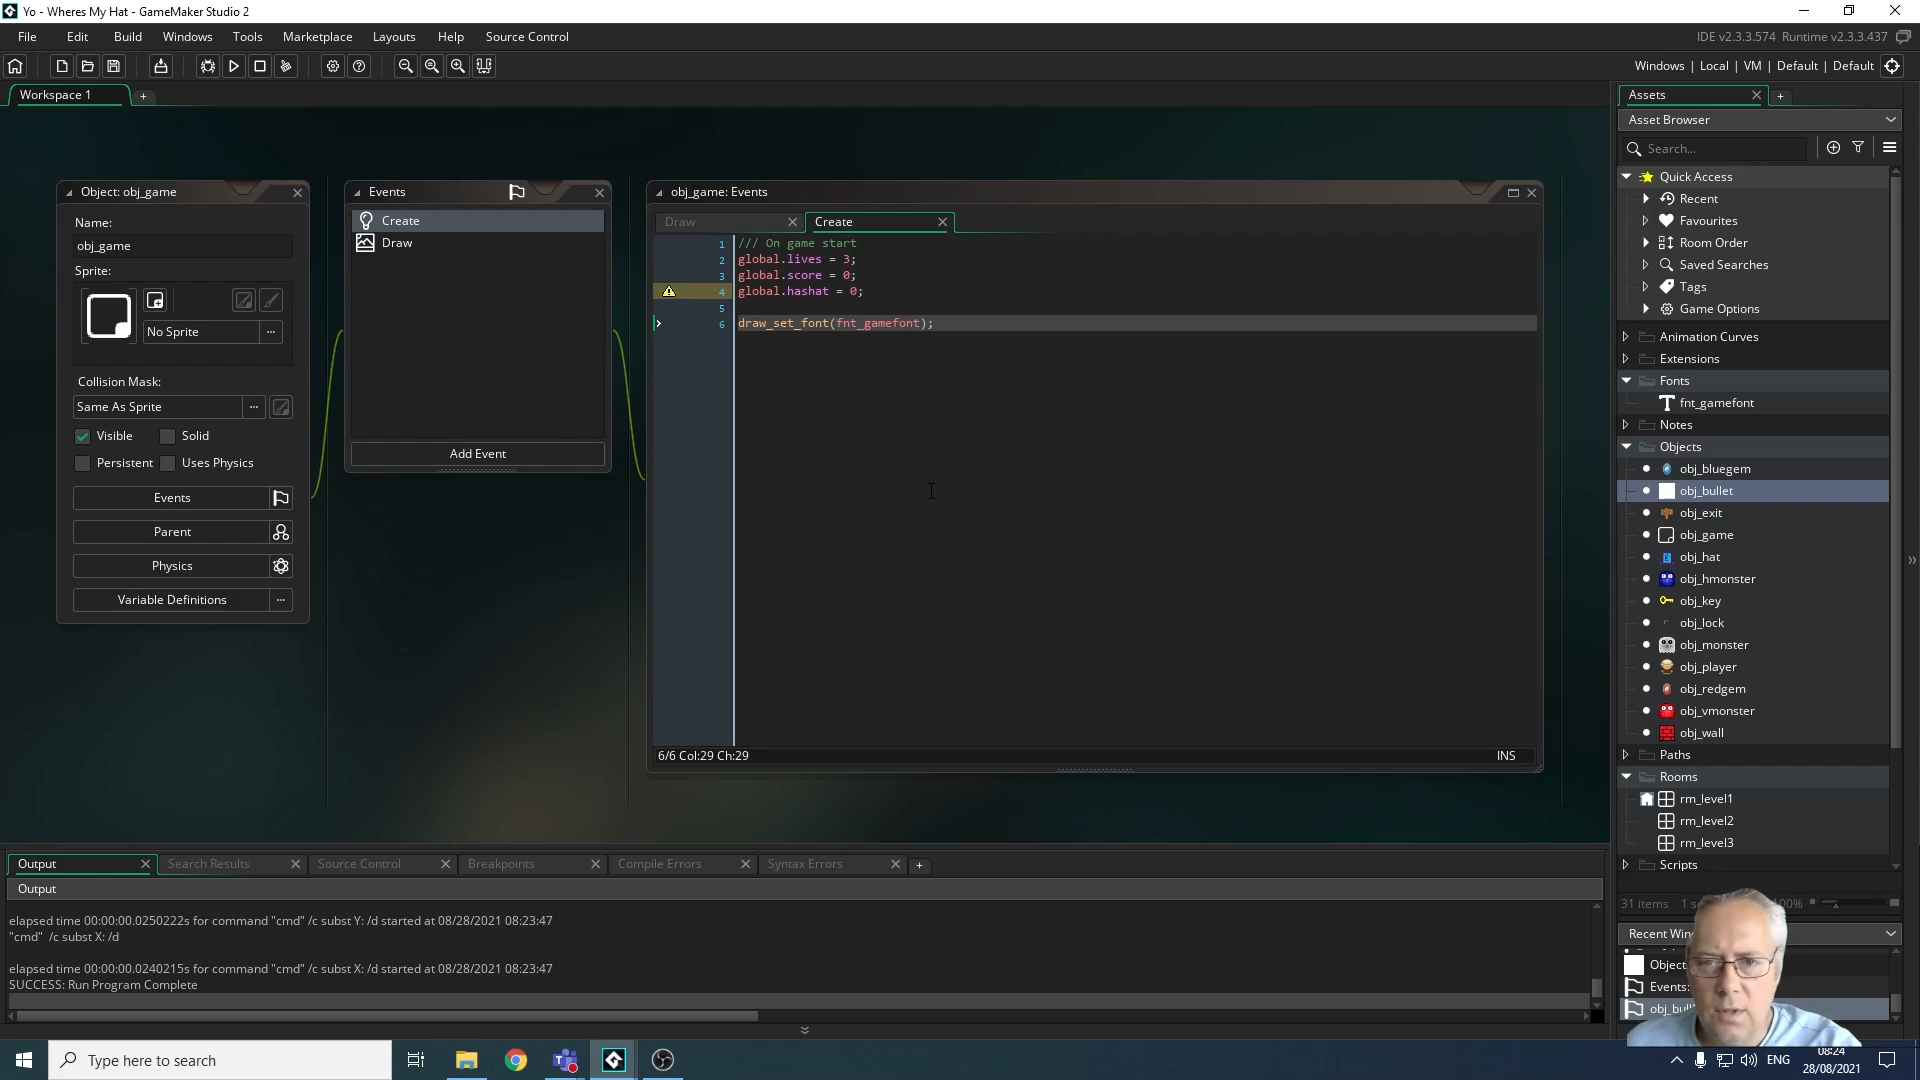 Yo - Wheres My Hat - GameMaker Studio 2
File Edit Build Windows Tools Marketplace Layouts Help Source Control
IDE v2.3.3.574 Runtime v2.3.3.437
Windows | Local | VM | Default | Default
Workspace 1
Object: obj_game
Name:
obj_game
Sprite:
No Sprite
Collision Mask:
Same As Sprite
Visible Solid
Persistent Uses Physics
Events
Parent
Physics
Variable Definitions
Events
Create
Draw
Add Event
obj_game: Events
Draw Create
1 /// On game start
2 global.lives = 3;
3 global.score = 0;
4 global.hashat = 0;
5
6 draw_set_font(fnt_gamefont);
6/6 Col:29 Ch:29 INS
Assets
Asset Browser
Search...
Quick Access
Recent
Favourites
Room Order
Saved Searches
Tags
Game Options
Animation Curves
Extensions
Fonts
fnt_gamefont
Notes
Objects
obj_bluegem
obj_bullet
obj_exit
obj_game
obj_hat
obj_hmonster
obj_key
obj_lock
obj_monster
obj_player
obj_redgem
obj_vmonster
obj_wall
Paths
Rooms
rm_level1
rm_level2
rm_level3
Scripts
31 items
Object
Events:
Output Search Results Source Control Breakpoints Compile Errors Syntax Errors
Output
elapsed time 00:00:00.0250222s for command "cmd" /c subst Y: /d started at 08/28/2021 08:23:47
"cmd" /c subst X: /d
elapsed time 00:00:00.0240215s for command "cmd" /c subst X: /d started at 08/28/2021 08:23:47
SUCCESS: Run Program Complete
Type here to search
ENG
08:24
28/08/2021